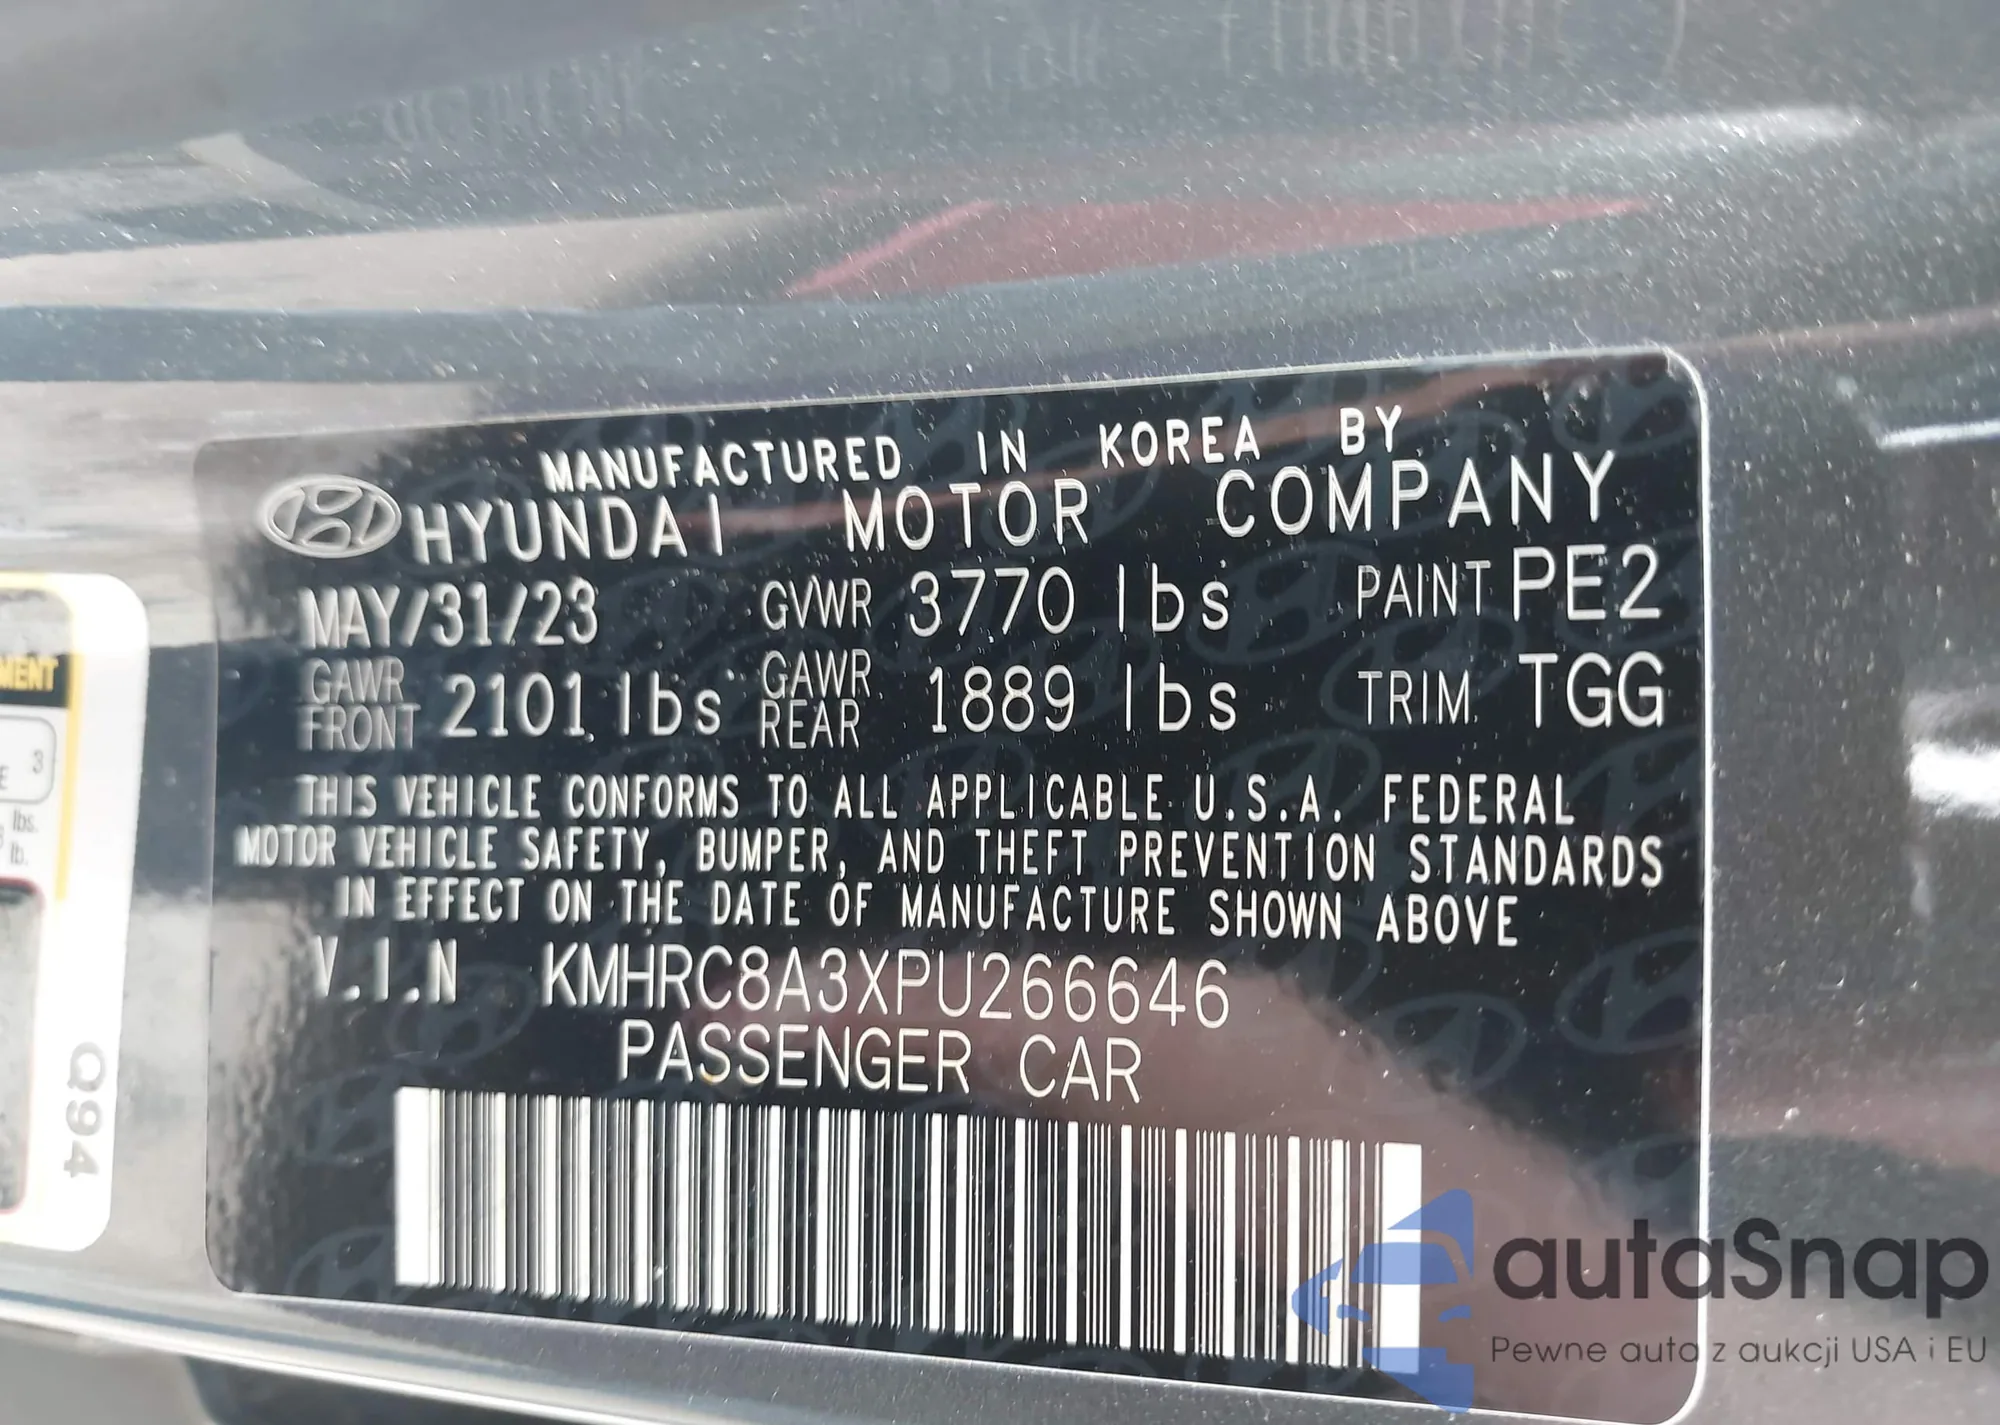 MANUFACTURED IN KOREA BY
HYUNDAI MOTOR COMPANY
MAY/31/23 GVWR 3770 lbs PAINT PE2
GAWR FRONT 2101 lbs GAWR REAR 1889 lbs TRIM TGG
THIS VEHICLE CONFORMS TO ALL APPLICABLE U.S.A. FEDERAL
MOTOR VEHICLE SAFETY, BUMPER, AND THEFT PREVENTION STANDARDS
IN EFFECT ON THE DATE OF MANUFACTURE SHOWN ABOVE
V.I.N KMHRC8A3XPU266646
PASSENGER CAR
3
lbs.
lb.
Q94
autaSnap
Pewne auta z aukcji USA i EU